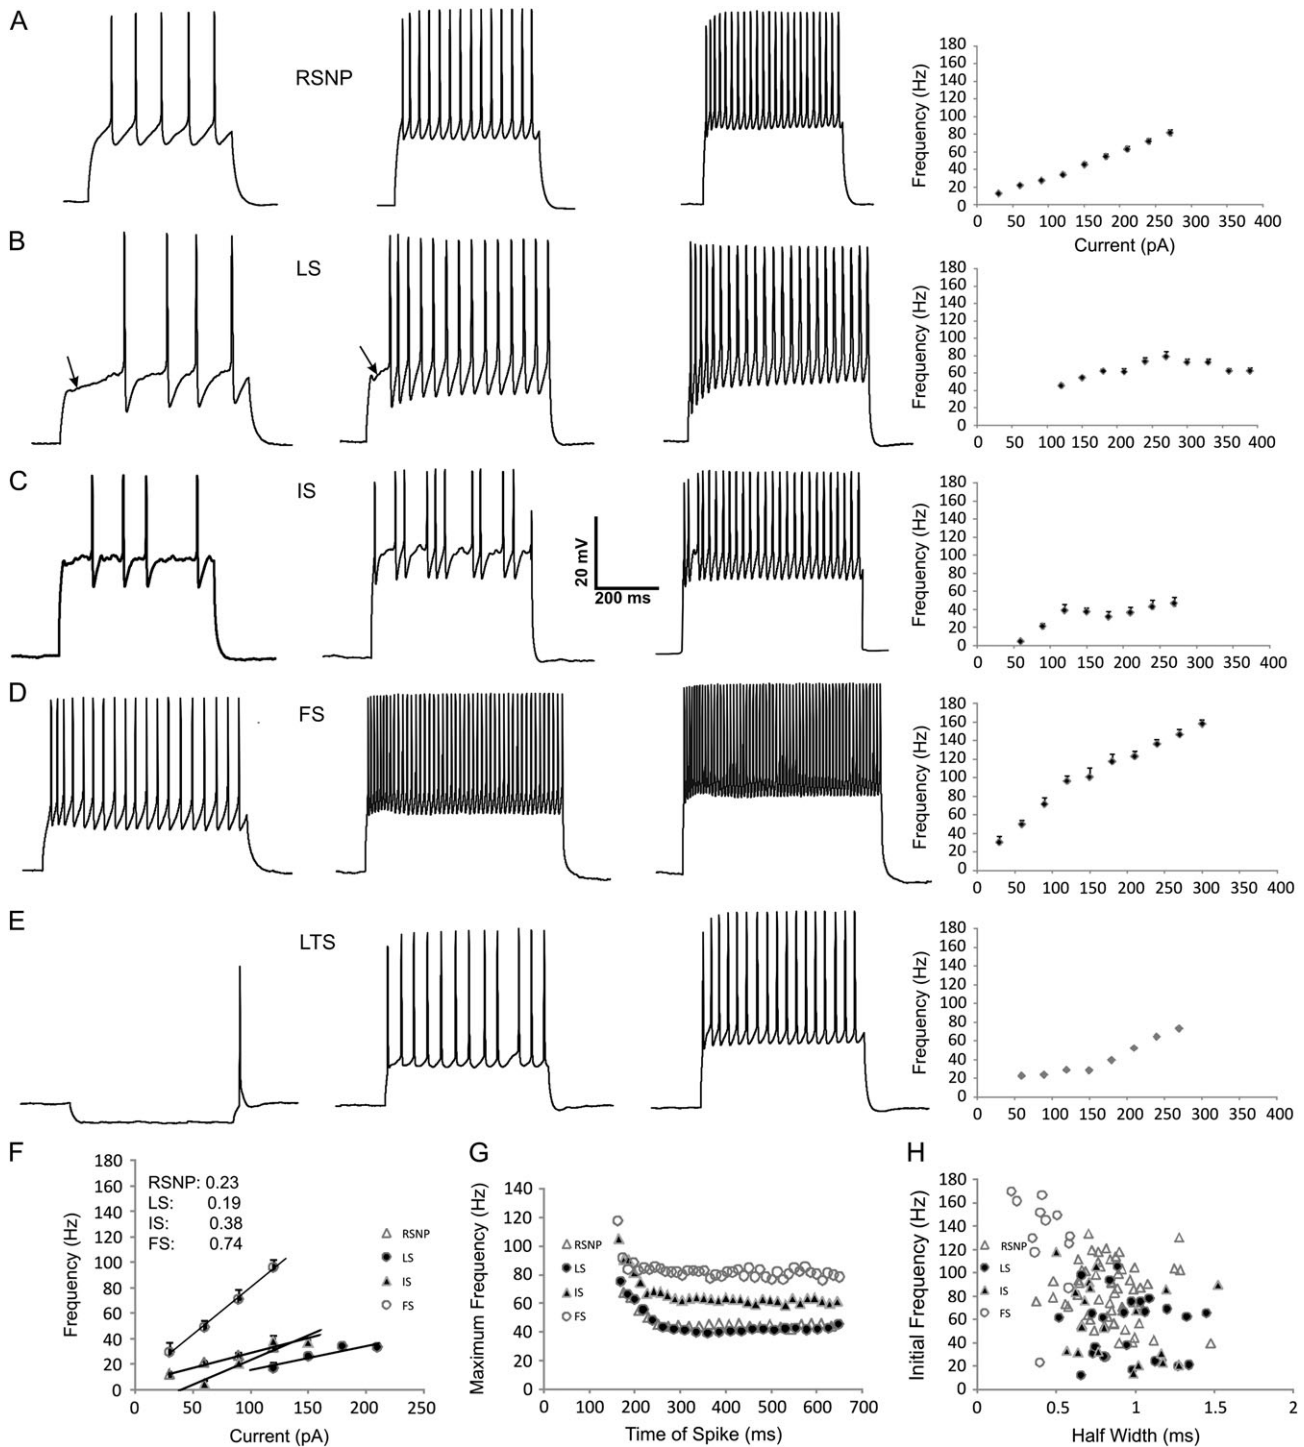 A
RSNP
Frequency (Hz)
180
160
140
120
100
80
60
40
20
0
0 50 100 150 200 250 300 350 400
Current (pA)
B
LS
Frequency (Hz)
180
160
140
120
100
80
60
40
20
0
0 50 100 150 200 250 300 350 400
C
IS
20 mV
200 ms
Frequency (Hz)
180
160
140
120
100
80
60
40
20
0
0 50 100 150 200 250 300 350 400
D
FS
Frequency (Hz)
180
160
140
120
100
80
60
40
20
0
0 50 100 150 200 250 300 350 400
E
LTS
Frequency (Hz)
180
160
140
120
100
80
60
40
20
0
0 50 100 150 200 250 300 350 400
F
Frequency (Hz)
180
160
140
120
100
80
60
40
20
0
RSNP: 0.23
LS: 0.19
IS: 0.38
FS: 0.74
RSNP
LS
IS
FS
0 50 100 150 200 250
Current (pA)
G
Maximum Frequency (Hz)
140
120
100
80
60
40
20
0
RSNP
LS
IS
FS
0 100 200 300 400 500 600 700
Time of Spike (ms)
H
Initial Frequency (Hz)
180
160
140
120
100
80
60
40
20
0
RSNP
LS
IS
FS
0 0.5 1 1.5 2
Half Width (ms)